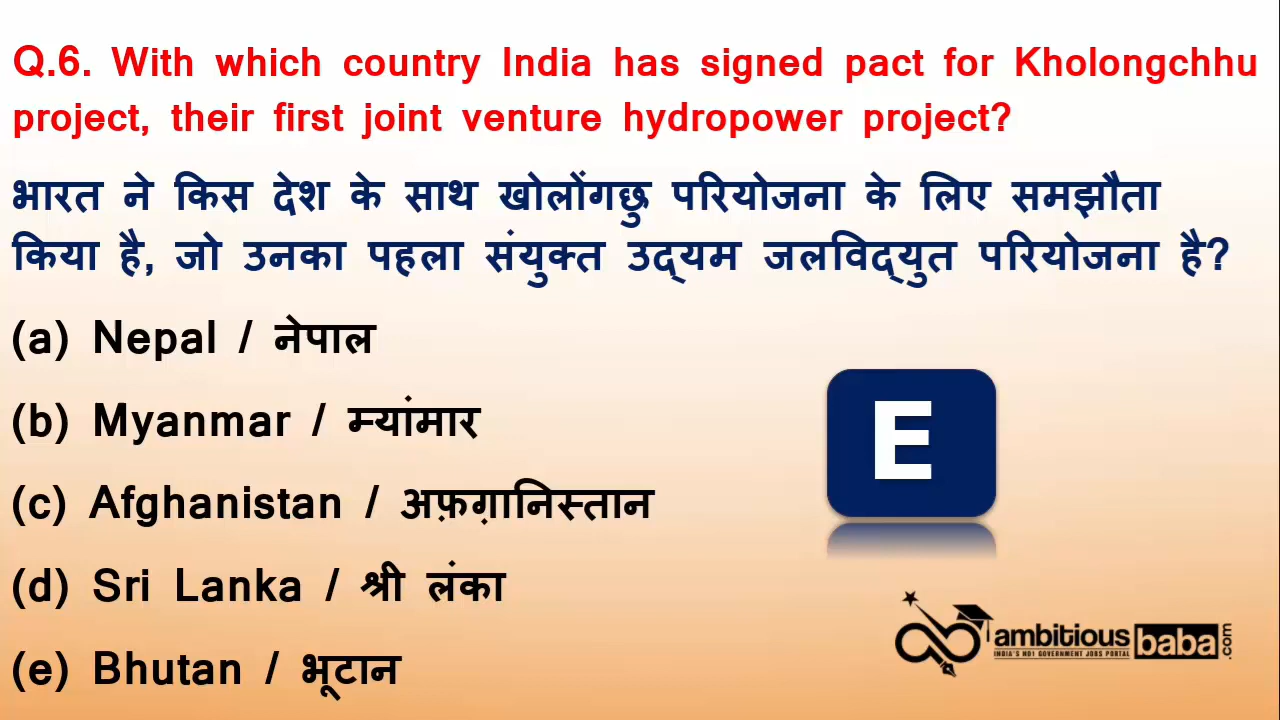 Q.6. With which country India has signed pact for Kholongchhu
project, their first joint venture hydropower project?
भारत ने किस देश के साथ खोलोंगछु परियोजना के लिए समझौता
किया है, जो उनका पहला संयुक्त उद्यम जलविद्युत परियोजना है?
(a) Nepal / नेपाल
(b) Myanmar / म्यांमार
(c) Afghanistan / अफ़ग़ानिस्तान
(d) Sri Lanka / श्री लंका
(e) Bhutan / भूटान
E
ambitiousbaba.com
INDIA'S NO1 GOVERNMENT JOBS PORTAL